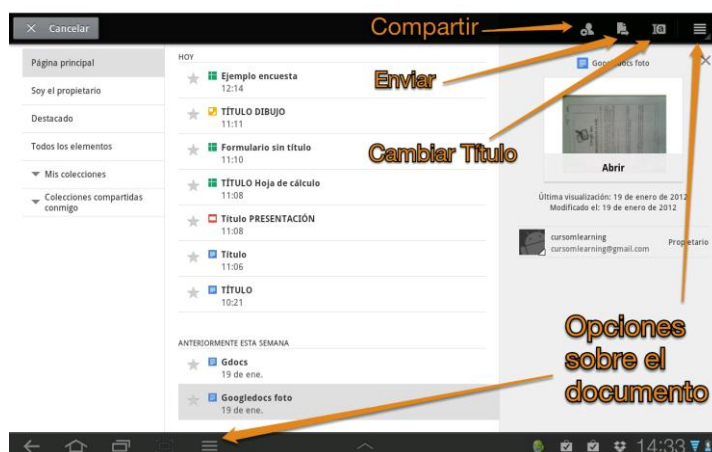 Cancelar
Compartir
Enviar
Cambiar Título
Opciones
sobre el
documento
Página principal
Soy el propietario
Destacado
Todos los elementos
Mis colecciones
Colecciones compartidas
conmigo
HOY
Ejemplo encuesta
12:14
TÍTULO DIBUJO
11:11
Formulario sin título
11:10
TÍTULO Hoja de cálculo
11:08
Título PRESENTACIÓN
11:08
Título
11:06
TÍTULO
10:21
ANTERIORMENTE ESTA SEMANA
Gdocs
19 de ene.
Googledocs foto
19 de ene.
Googledocs foto
Abrir
Última visualización: 19 de enero de 2012
Modificado el: 19 de enero de 2012
cursomlearning
cursomlearning@gmail.com
Propietario
14:33